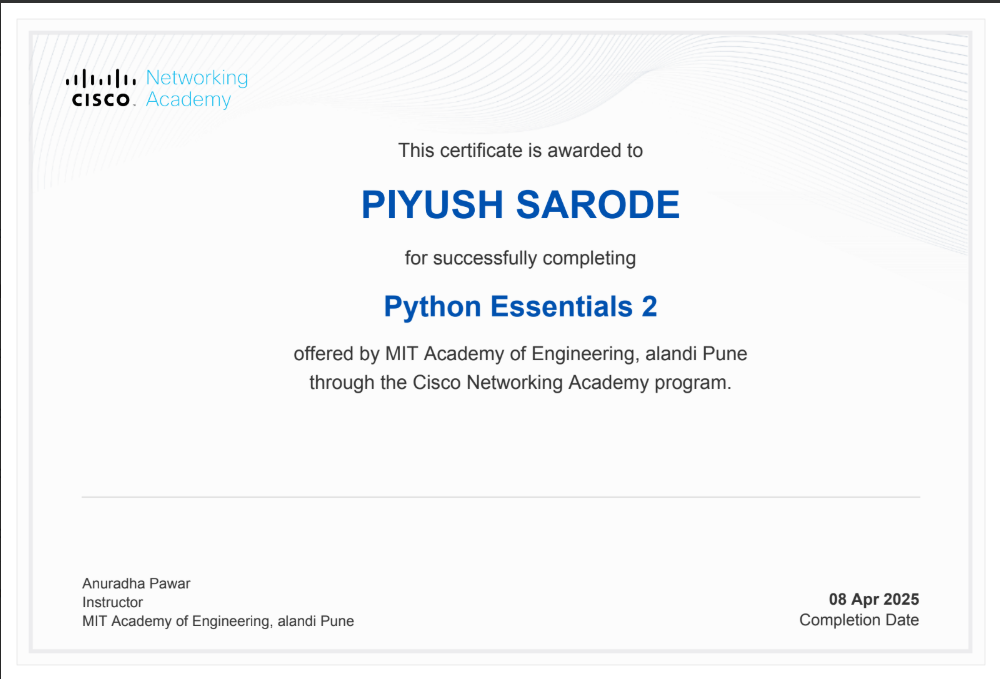 Networking
CISCO. Academy
This certificate is awarded to
PIYUSH SARODE
for successfully completing
Python Essentials 2
offered by MIT Academy of Engineering, alandi Pune
through the Cisco Networking Academy program.
Anuradha Pawar
Instructor
MIT Academy of Engineering, alandi Pune
08 Apr 2025
Completion Date